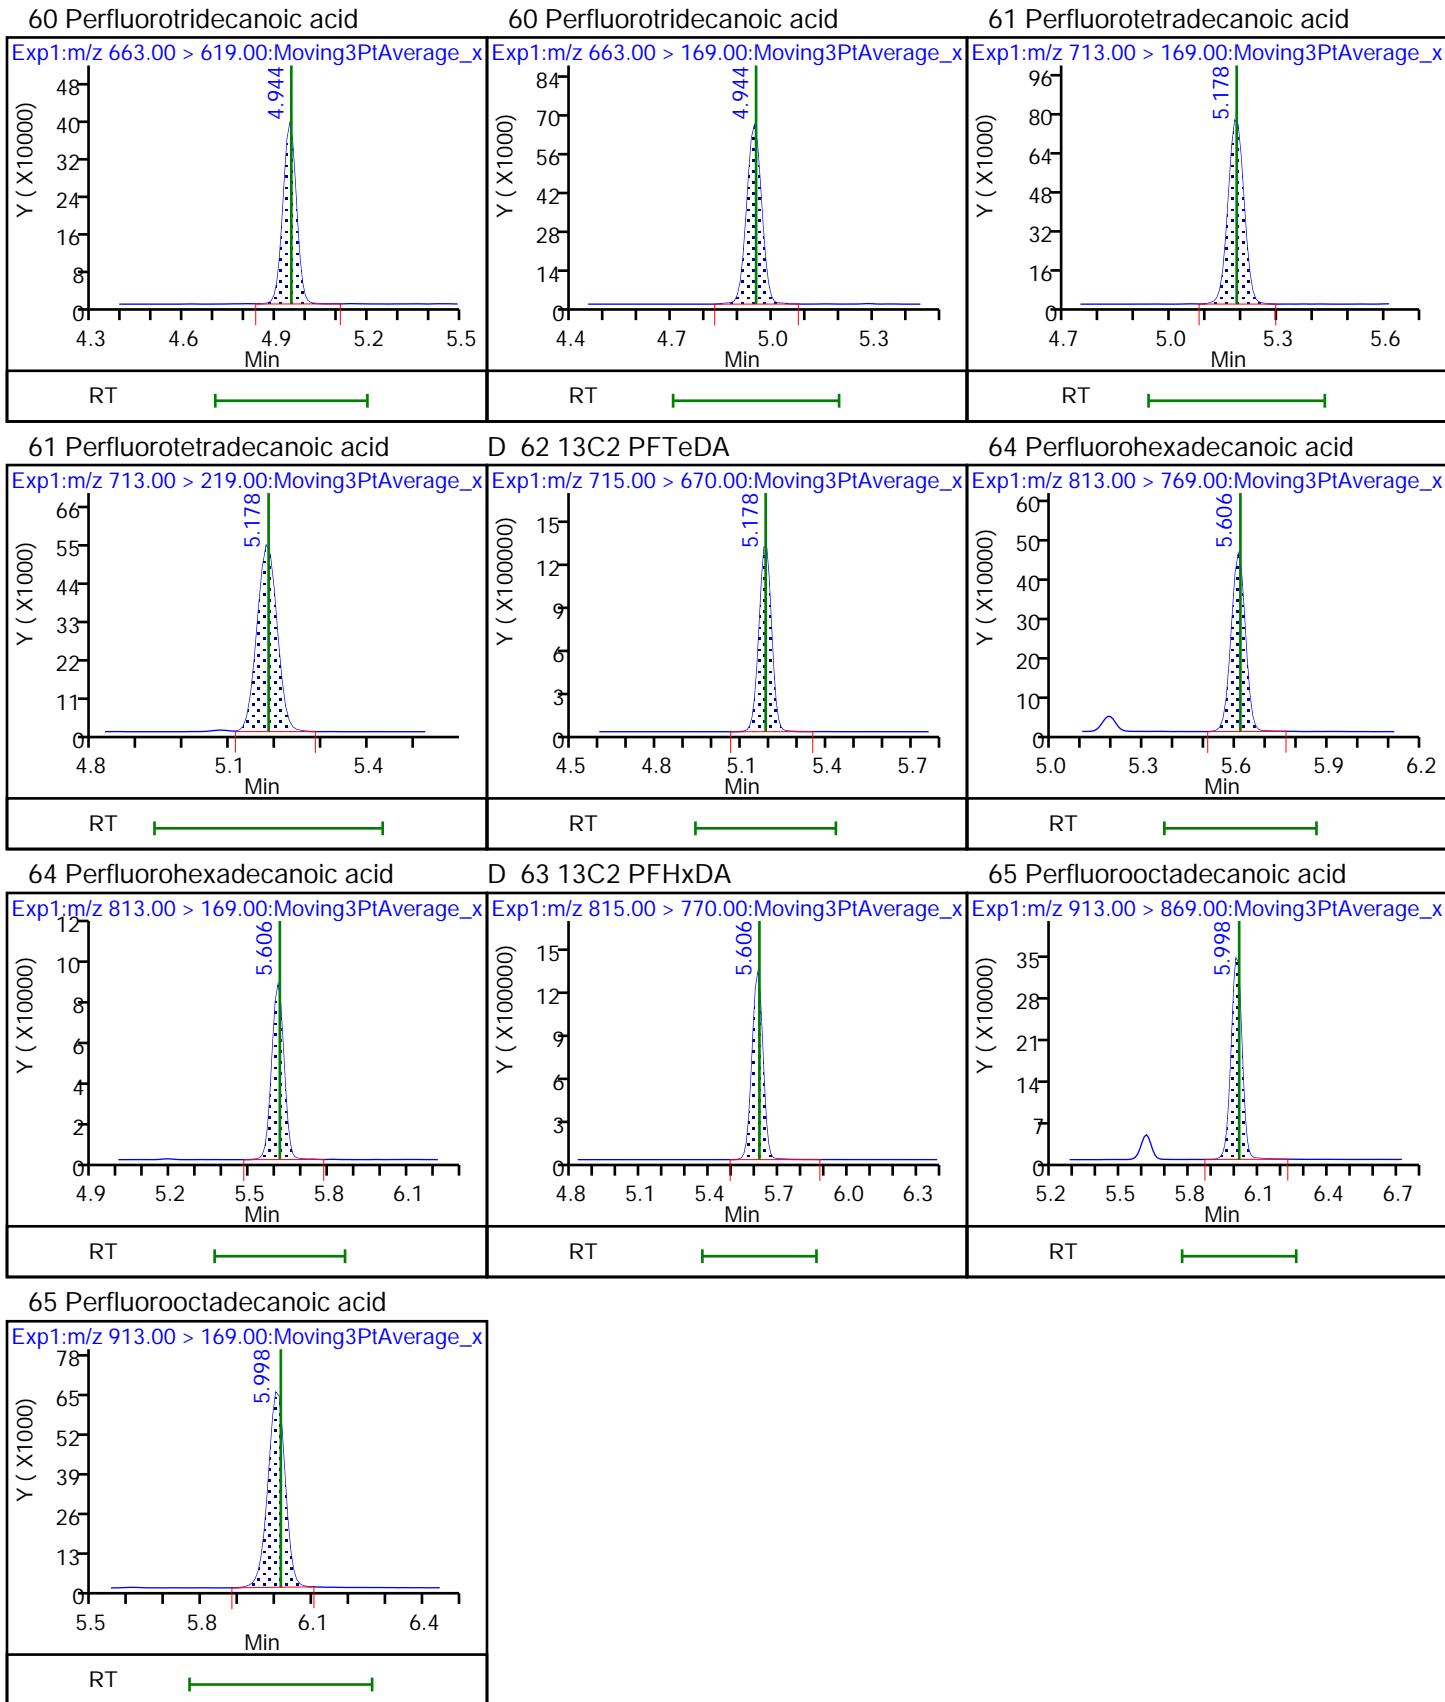 60 Perfluorotridecanoic acid
Exp1:m/z 663.00 > 619.00:Moving3PtAverage_x
4.944
Y ( X10000)
48
40
32
24
16
8
0
4.3 4.6 4.9 5.2 5.5
Min
RT
60 Perfluorotridecanoic acid
Exp1:m/z 663.00 > 169.00:Moving3PtAverage_x
4.944
Y ( X1000)
84
70
56
42
28
14
0
4.4 4.7 5.0 5.3
Min
RT
61 Perfluorotetradecanoic acid
Exp1:m/z 713.00 > 169.00:Moving3PtAverage_x
5.178
Y ( X1000)
96
80
64
48
32
16
0
4.7 5.0 5.3 5.6
Min
RT
61 Perfluorotetradecanoic acid
Exp1:m/z 713.00 > 219.00:Moving3PtAverage_x
5.178
Y ( X1000)
66
55
44
33
22
11
0
4.8 5.1 5.4
Min
RT
D 62 13C2 PFTeDA
Exp1:m/z 715.00 > 670.00:Moving3PtAverage_x
5.178
Y ( X100000)
15
12
9
6
3
0
4.5 4.8 5.1 5.4 5.7
Min
RT
64 Perfluorohexadecanoic acid
Exp1:m/z 813.00 > 769.00:Moving3PtAverage_x
5.606
Y ( X10000)
60
50
40
30
20
10
0
5.0 5.3 5.6 5.9 6.2
Min
RT
64 Perfluorohexadecanoic acid
Exp1:m/z 813.00 > 169.00:Moving3PtAverage_x
5.606
Y ( X10000)
12
10
8
6
4
2
0
4.9 5.2 5.5 5.8 6.1
Min
RT
D 63 13C2 PFHxDA
Exp1:m/z 815.00 > 770.00:Moving3PtAverage_x
5.606
Y ( X100000)
15
12
9
6
3
0
4.8 5.1 5.4 5.7 6.0 6.3
Min
RT
65 Perfluorooctadecanoic acid
Exp1:m/z 913.00 > 869.00:Moving3PtAverage_x
5.998
Y ( X10000)
35
28
21
14
7
0
5.2 5.5 5.8 6.1 6.4 6.7
Min
RT
65 Perfluorooctadecanoic acid
Exp1:m/z 913.00 > 169.00:Moving3PtAverage_x
5.998
Y ( X1000)
78
65
52
39
26
13
0
5.5 5.8 6.1 6.4
Min
RT